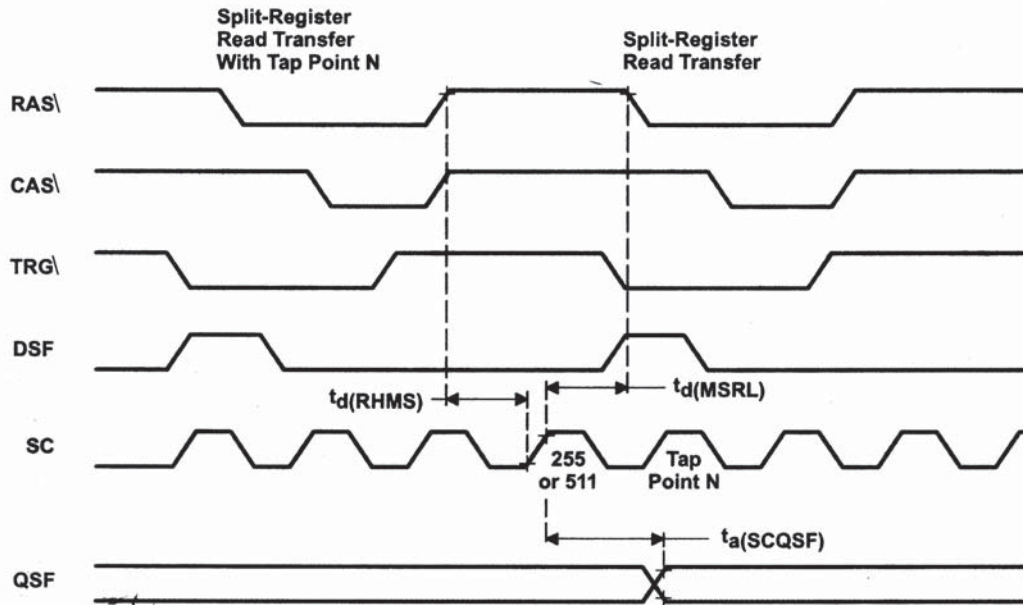 Split-Register
Read Transfer
With Tap Point N
Split-Register
Read Transfer
RAS\
CAS\
TRG\
DSF
td(RHMS)
td(MSRL)
SC
255
or 511
Tap
Point N
ta(SCQSF)
QSF